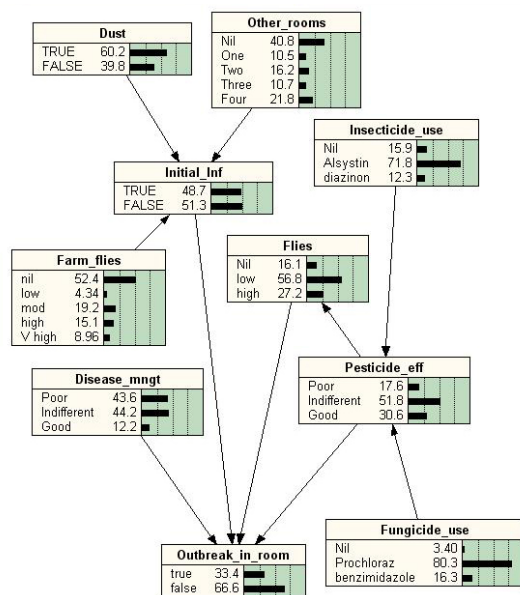 Dust
TRUE 60.2
FALSE 39.8
Other_rooms
Nil 40.8
One 10.5
Two 16.2
Three 10.7
Four 21.8
Insecticide_use
Nil 15.9
Alsystin 71.8
diazinon 12.3
Initial_Inf
TRUE 48.7
FALSE 51.3
Flies
Nil 16.1
low 56.8
high 27.2
Farm_flies
nil 52.4
low 4.34
mod 19.2
high 15.1
V high 8.96
Pesticide_eff
Poor 17.6
Indifferent 51.8
Good 30.6
Disease_mngt
Poor 43.6
Indifferent 44.2
Good 12.2
Fungicide_use
Nil 3.40
Prochloraz 80.3
benzimidazole 16.3
Outbreak_in_room
true 33.4
false 66.6